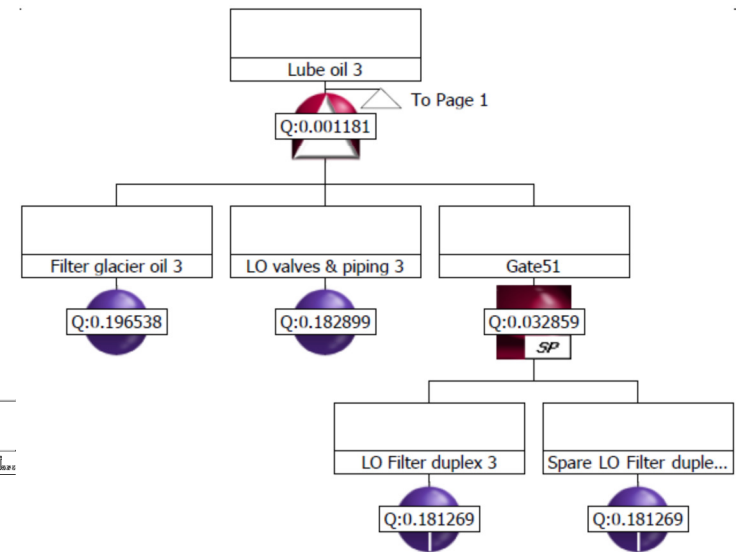 Lube oil 3
To Page 1
Q:0.001181
Filter glacier oil 3
LO valves & piping 3
Gate51
Q:0.196538
Q:0.182899
Q:0.032859
SP
LO Filter duplex 3
Spare LO Filter duple...
Q:0.181269
Q:0.181269